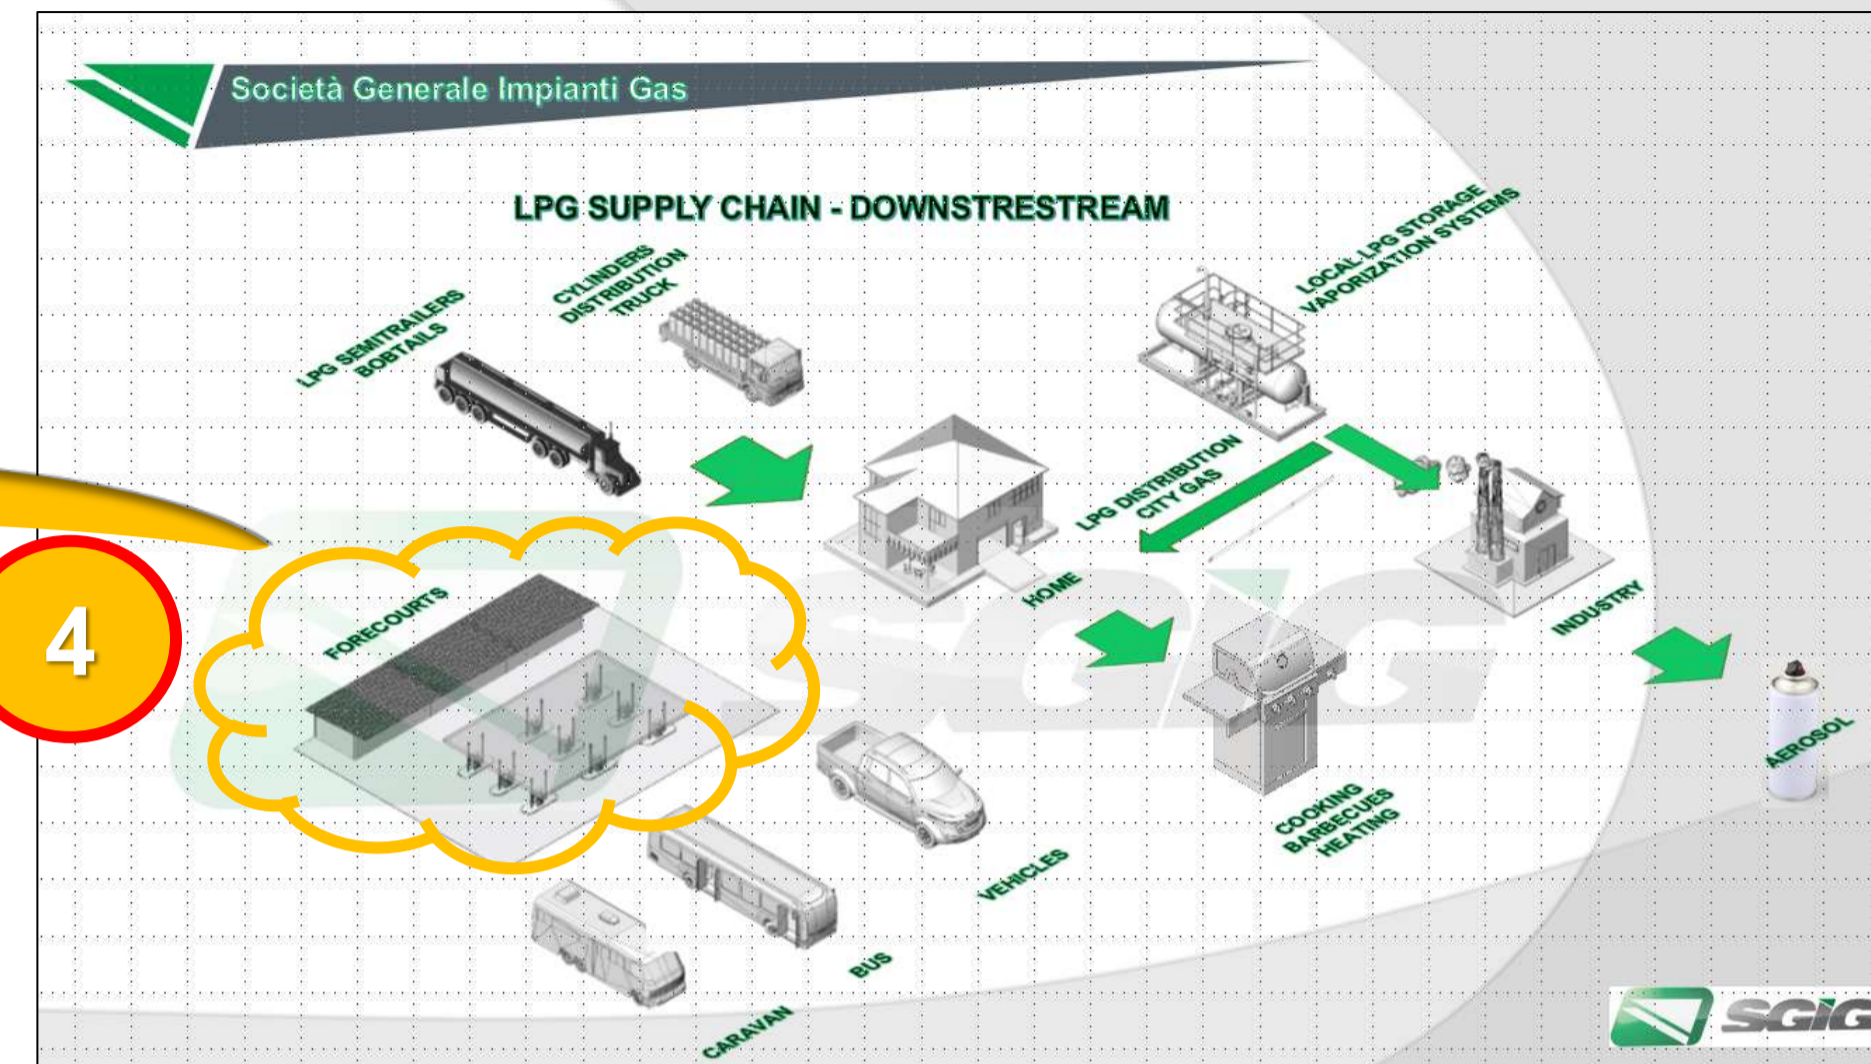 Società Generale Impianti Gas
LPG SUPPLY CHAIN - DOWNSTRESTREAM
LPG SEMITRAILERS
BOBTAILS
CYLINDERS
DISTRIBUTION
TRUCK
LOCAL LPG STORAGE
VAPORIZATION SYSTEMS
LPG DISTRIBUTION
CITY GAS
HOME
INDUSTRY
4
FORECOURTS
AEROSOL
COOKING
BARBECUES
HEATING
VEHICLES
BUS
CARAVAN
SGIG
SGIG